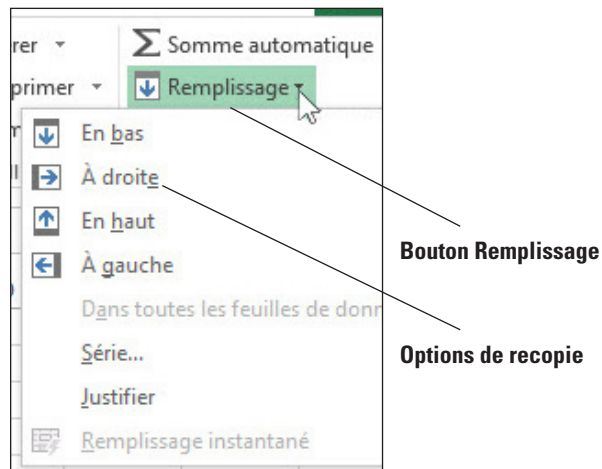 rer
Σ Somme automatique
primer
Remplissage
En bas
À droite
En haut
À gauche
Dans toutes les feuilles de donn
Série...
Justifier
Remplissage instantané
Bouton Remplissage
Options de recopie